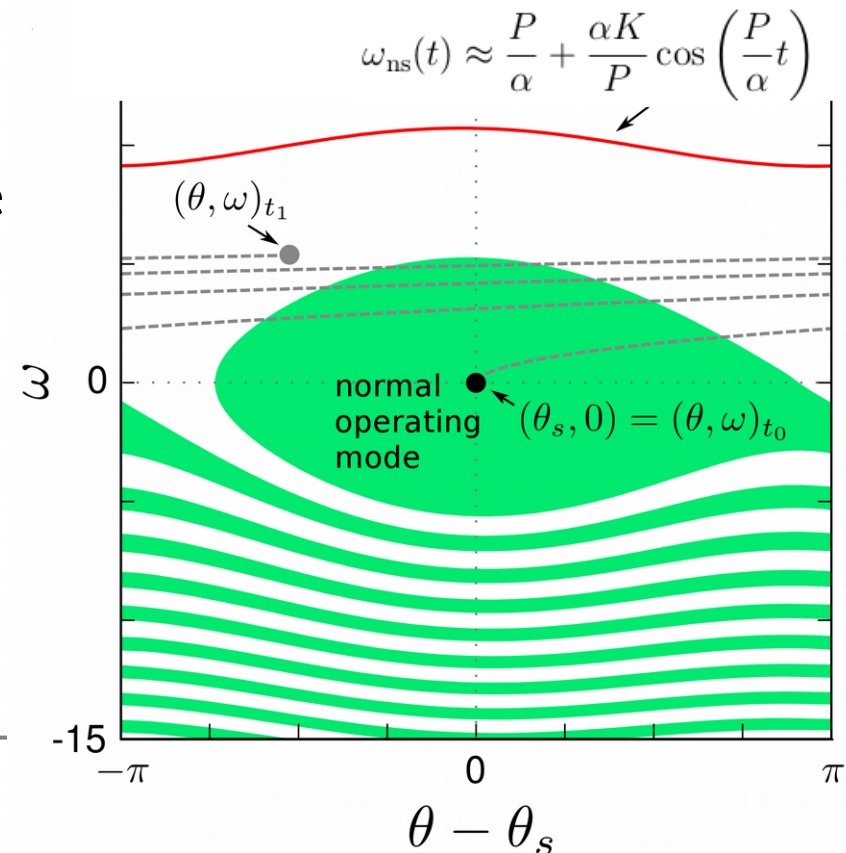 ω_ns(t) ≈ P/α + αK/P cos(P/α t)
(θ, ω)_t₁
ω
0
normal
operating
mode
(θ_s, 0) = (θ, ω)_t₀
-15
−π
0
π
θ − θ_s